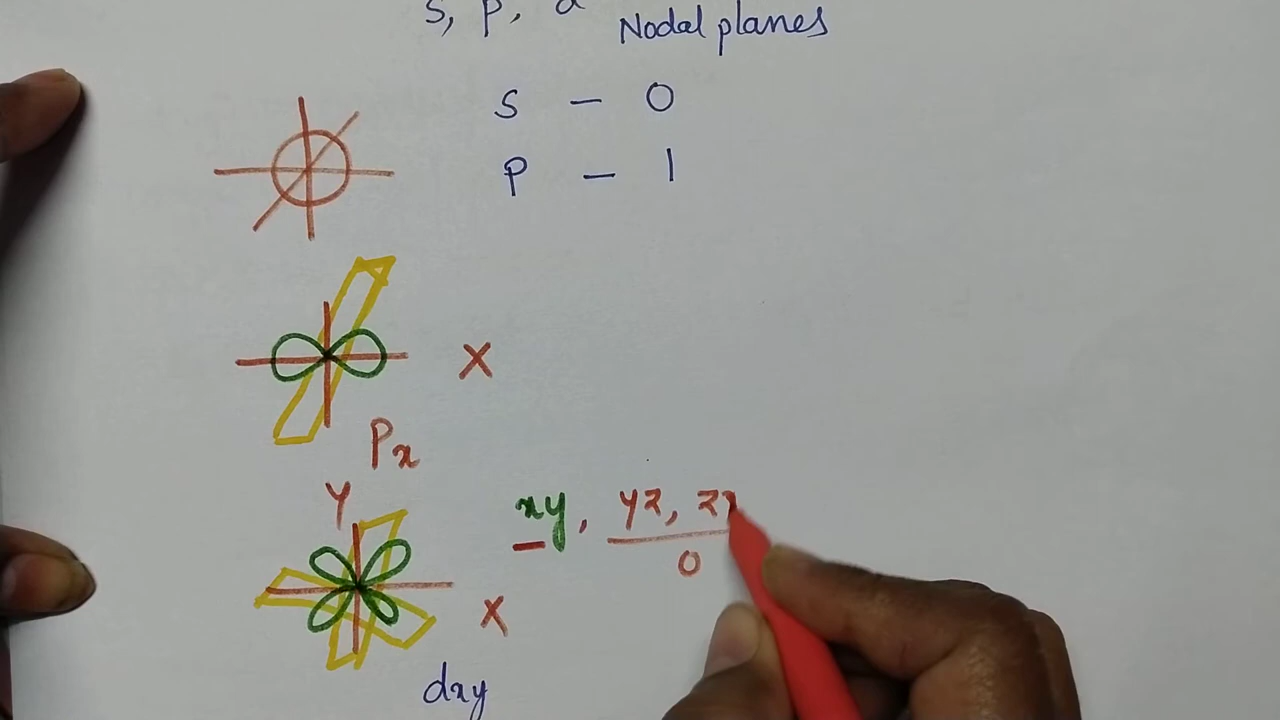 s, p, d
Nodal planes
s – 0
p – 1
X
Px
Y
xy, yz, zx
0
X
dxy